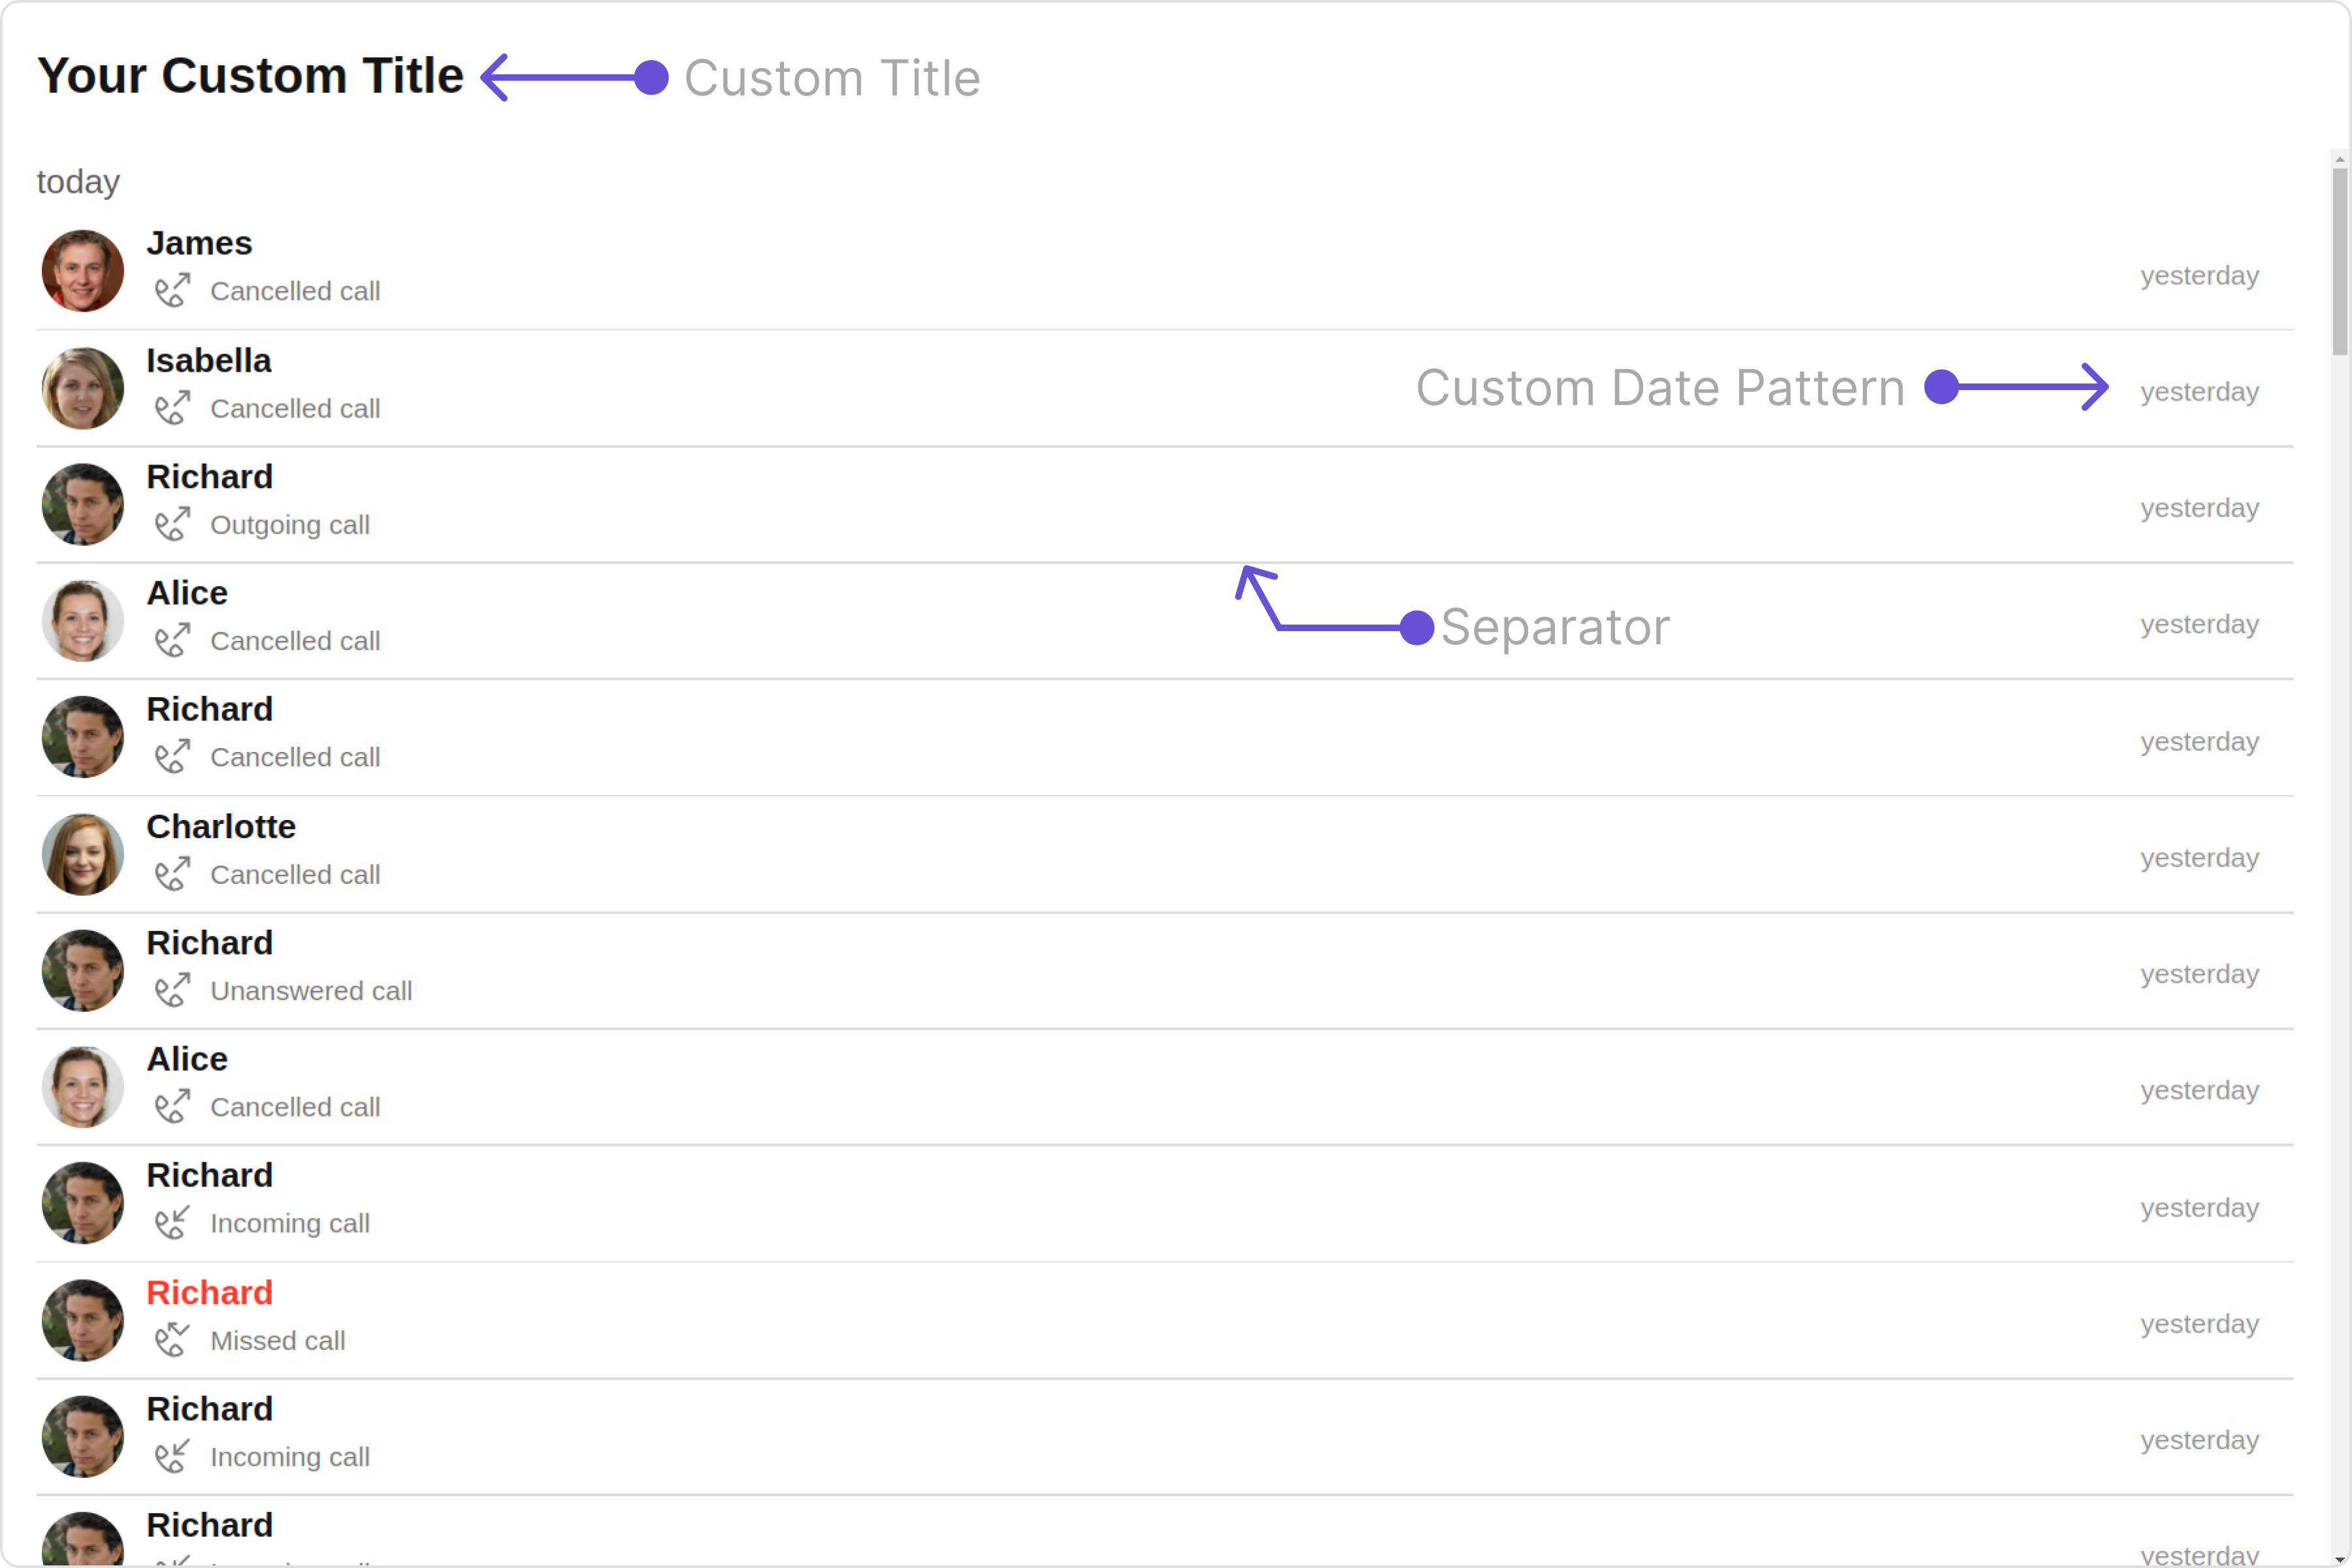 Your Custom Title Custom Title
today
James
Cancelled call
yesterday
Isabella
Cancelled call
Custom Date Pattern yesterday
Richard
Outgoing call
yesterday
Alice
Cancelled call
Separator yesterday
Richard
Cancelled call
yesterday
Charlotte
Cancelled call
yesterday
Richard
Unanswered call
yesterday
Alice
Cancelled call
yesterday
Richard
Incoming call
yesterday
Richard
Missed call
yesterday
Richard
Incoming call
yesterday
Richard
yesterday